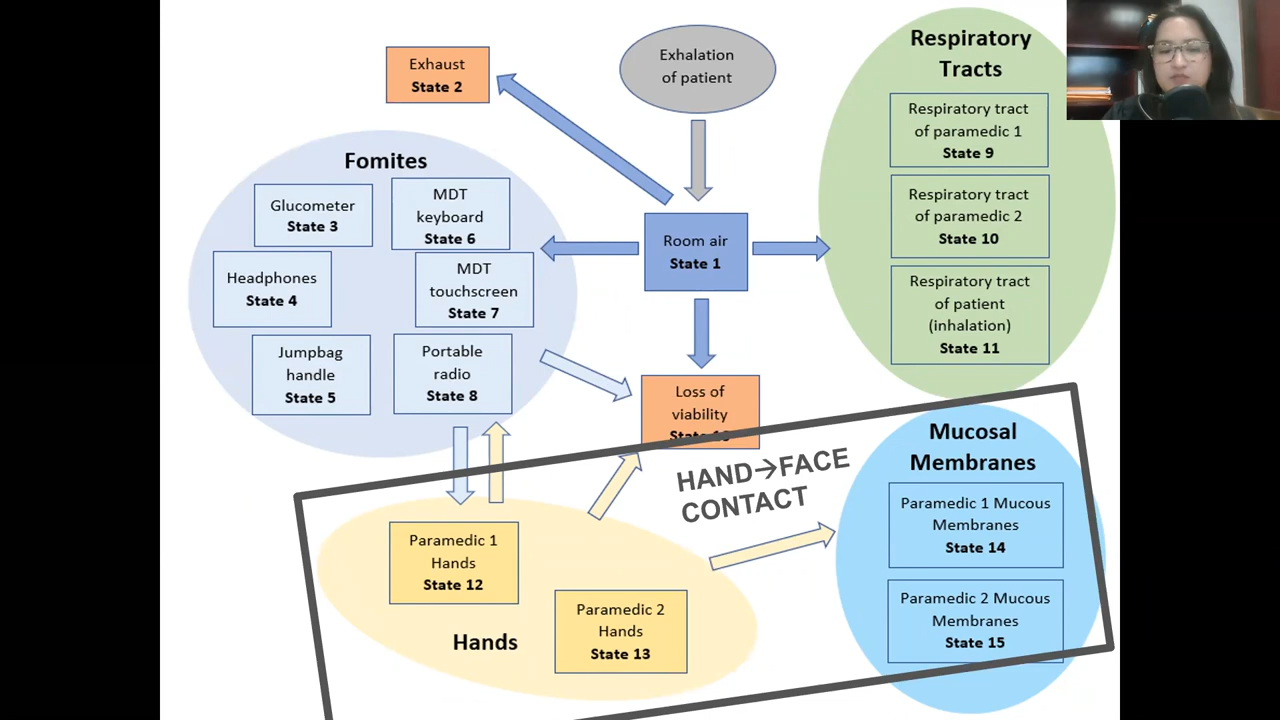 Exhaust
State 2
Exhalation
of patient
Respiratory
Tracts
Respiratory tract
of paramedic 1
State 9
Respiratory tract
of paramedic 2
State 10
Respiratory tract
of patient
(inhalation)
State 11
Fomites
Glucometer
State 3
MDT
keyboard
State 6
Headphones
State 4
MDT
touchscreen
State 7
Jumpbag
handle
State 5
Portable
radio
State 8
Room air
State 1
Loss of
viability
State
HAND→FACE
CONTACT
Mucosal
Membranes
Paramedic 1 Mucous
Membranes
State 14
Paramedic 2 Mucous
Membranes
State 15
Paramedic 1
Hands
State 12
Hands
Paramedic 2
Hands
State 13